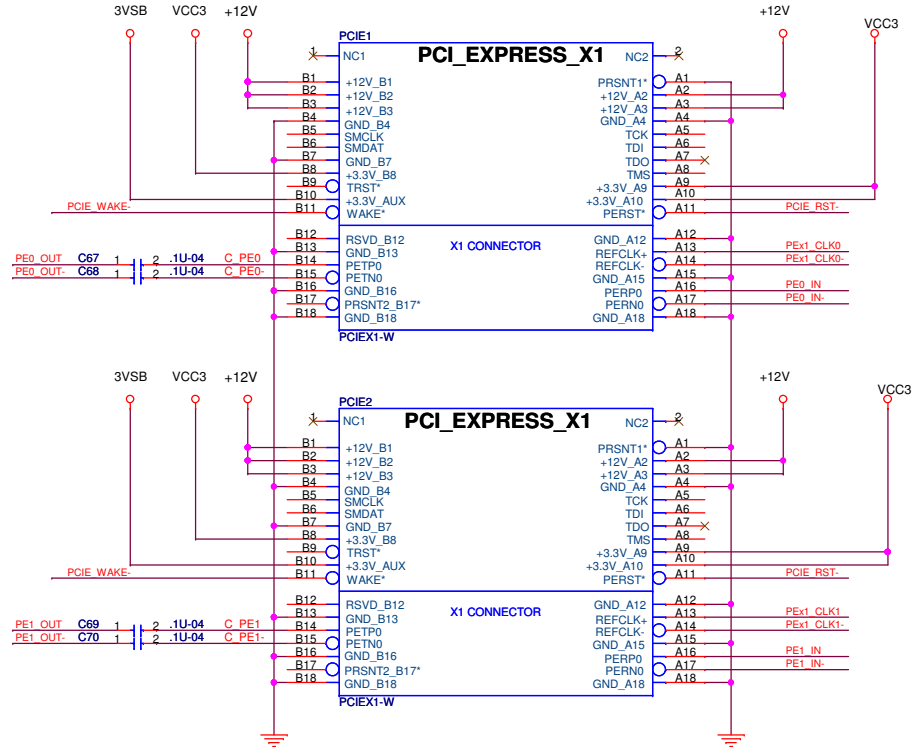 3VSB VCC3 +12V +12V VCC3
PCIE1
PCI_EXPRESS_X1
1 NC1 NC2 2
B1 +12V_B1 PRSNT1* A1
B2 +12V_B2 +12V_A2 A2
B3 +12V_B3 +12V_A3 A3
B4 GND_B4 GND_A4 A4
B5 SMCLK TCK A5
B6 SMDAT TDI A6
B7 GND_B7 TDO A7
B8 +3.3V_B8 TMS A8
B9 TRST* +3.3V_A9 A9
B10 +3.3V_AUX +3.3V_A10 A10
PCIE_WAKE- B11 WAKE* PERST* A11 PCIE_RST-
B12 RSVD_B12 X1 CONNECTOR GND_A12 A12
B13 GND_B13 REFCLK+ A13 PEx1_CLK0
PE0_OUT C67 1 2 .1U-04 C_PE0 B14 PETP0 REFCLK- A14 PEx1_CLK0-
PE0_OUT- C68 1 2 .1U-04 C_PE0- B15 PETN0 GND_A15 A15
B16 GND_B16 PERP0 A16 PE0_IN
B17 PRSNT2_B17* PERN0 A17 PE0_IN-
B18 GND_B18 GND_A18 A18
PCIEX1-W
3VSB VCC3 +12V +12V VCC3
PCIE2
PCI_EXPRESS_X1
1 NC1 NC2 2
B1 +12V_B1 PRSNT1* A1
B2 +12V_B2 +12V_A2 A2
B3 +12V_B3 +12V_A3 A3
B4 GND_B4 GND_A4 A4
B5 SMCLK TCK A5
B6 SMDAT TDI A6
B7 GND_B7 TDO A7
B8 +3.3V_B8 TMS A8
B9 TRST* +3.3V_A9 A9
B10 +3.3V_AUX +3.3V_A10 A10
PCIE_WAKE- B11 WAKE* PERST* A11 PCIE_RST-
B12 RSVD_B12 X1 CONNECTOR GND_A12 A12
B13 GND_B13 REFCLK+ A13 PEx1_CLK1
PE1_OUT C69 1 2 .1U-04 C_PE1 B14 PETP0 REFCLK- A14 PEx1_CLK1-
PE1_OUT- C70 1 2 .1U-04 C_PE1- B15 PETN0 GND_A15 A15
B16 GND_B16 PERP0 A16 PE1_IN
B17 PRSNT2_B17* PERN0 A17 PE1_IN-
B18 GND_B18 GND_A18 A18
PCIEX1-W